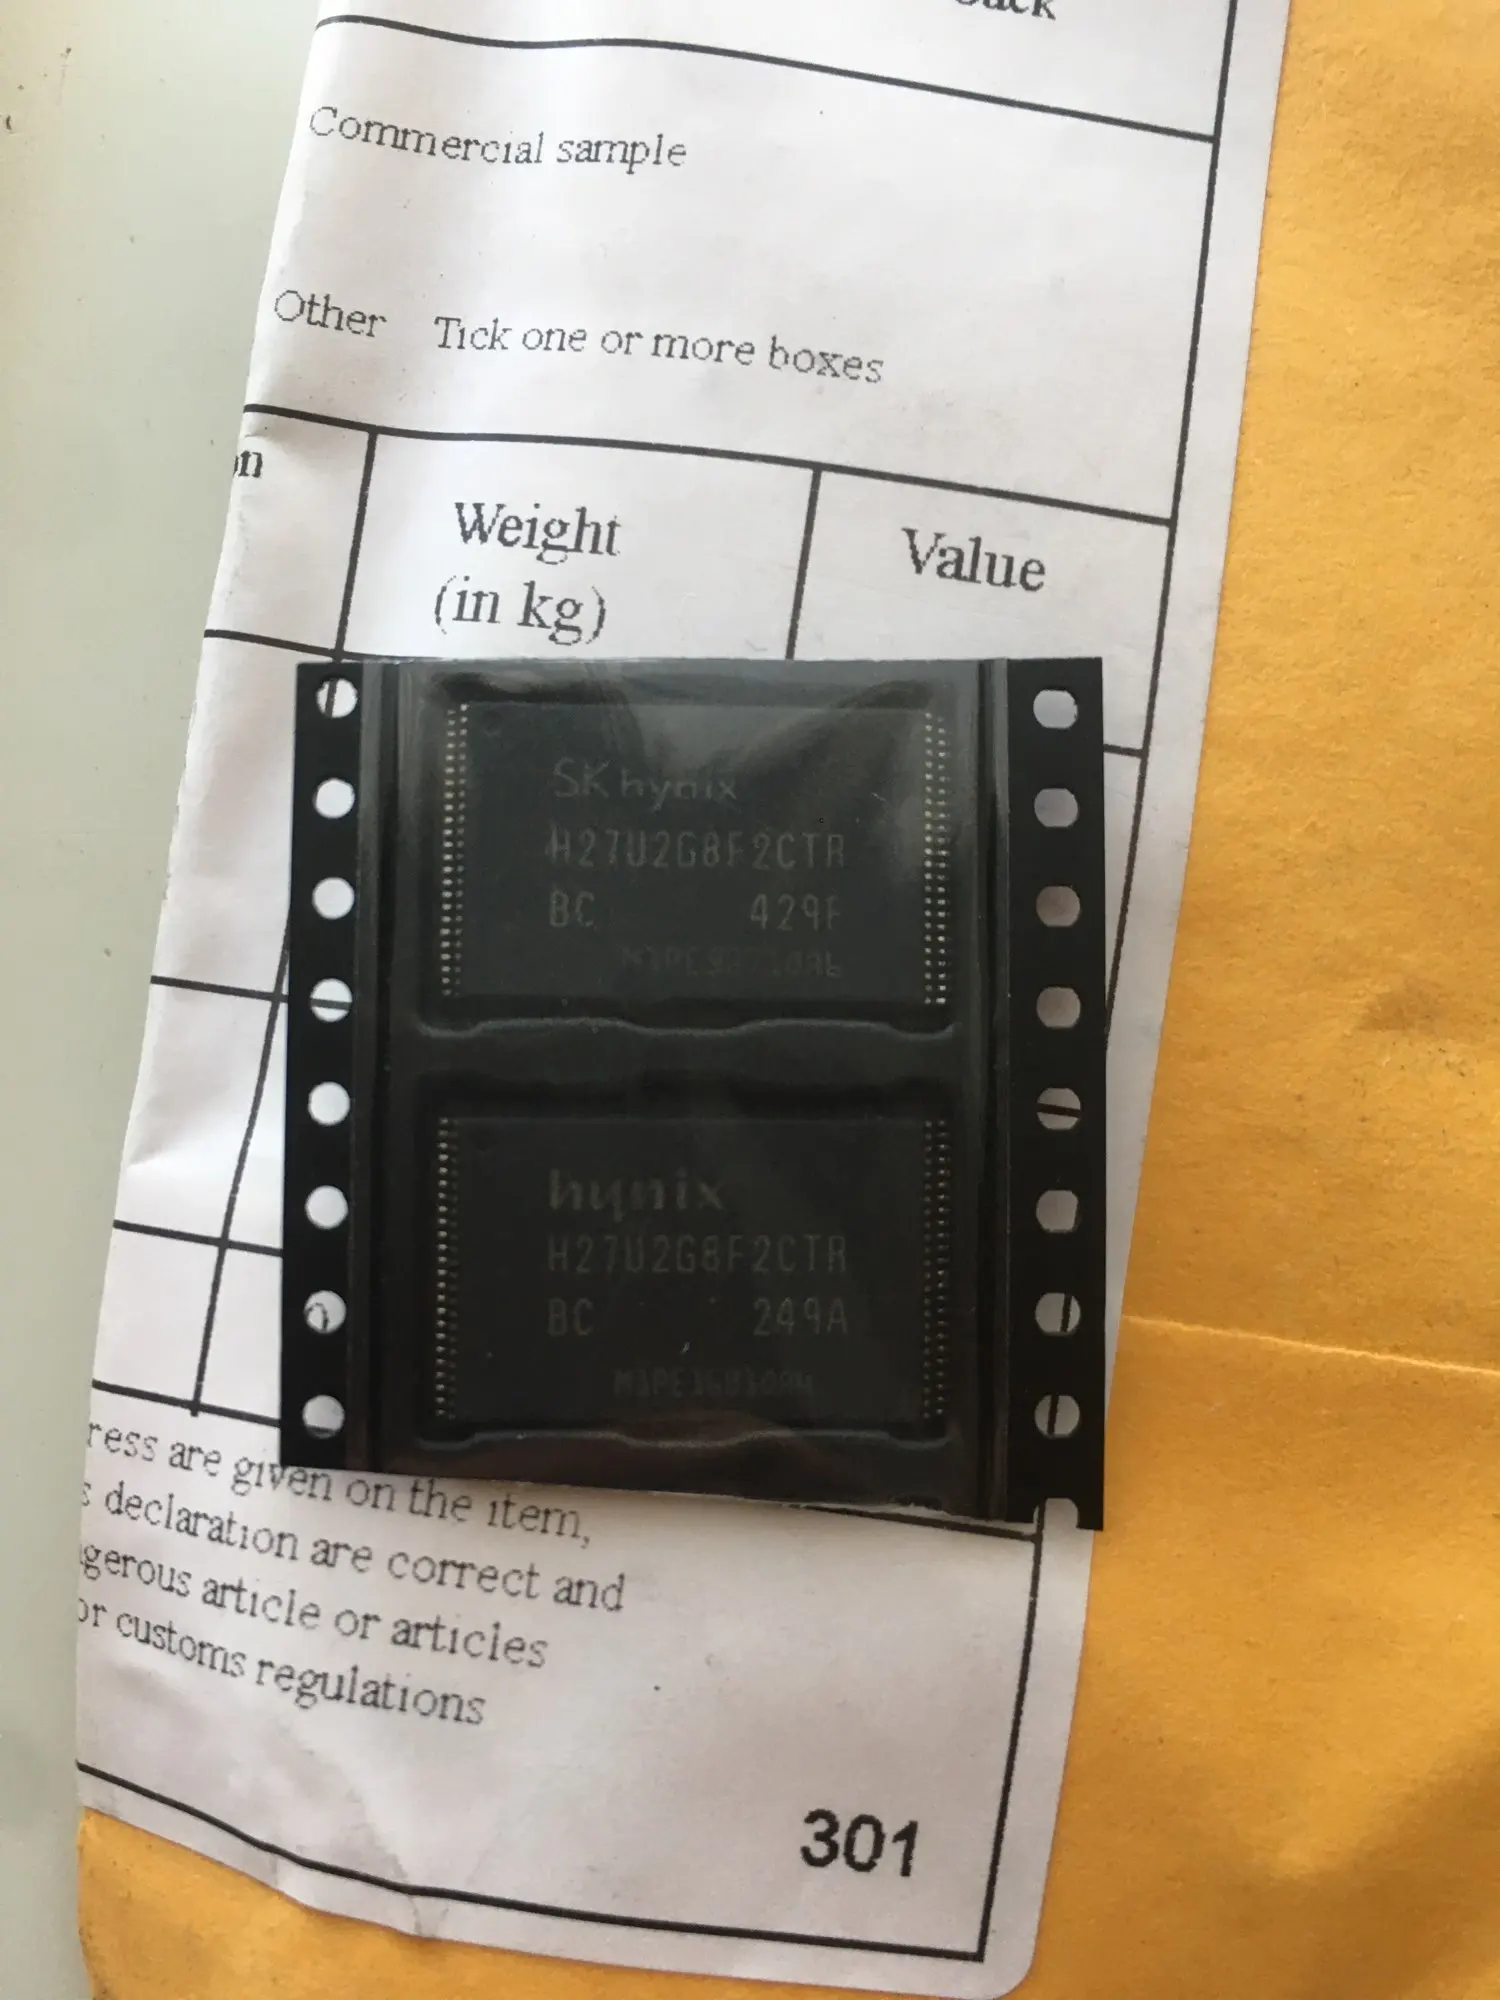 Commercial sample
Other Tick one or more boxes
Weight
(in kg)
Value
SK hynix
H27U2G8F2CTR
BC 429F
hynix
H27U2G8F2CTR
BC 249A
ress are given on the item,
s declaration are correct and
gerous article or articles
or customs regulations
301